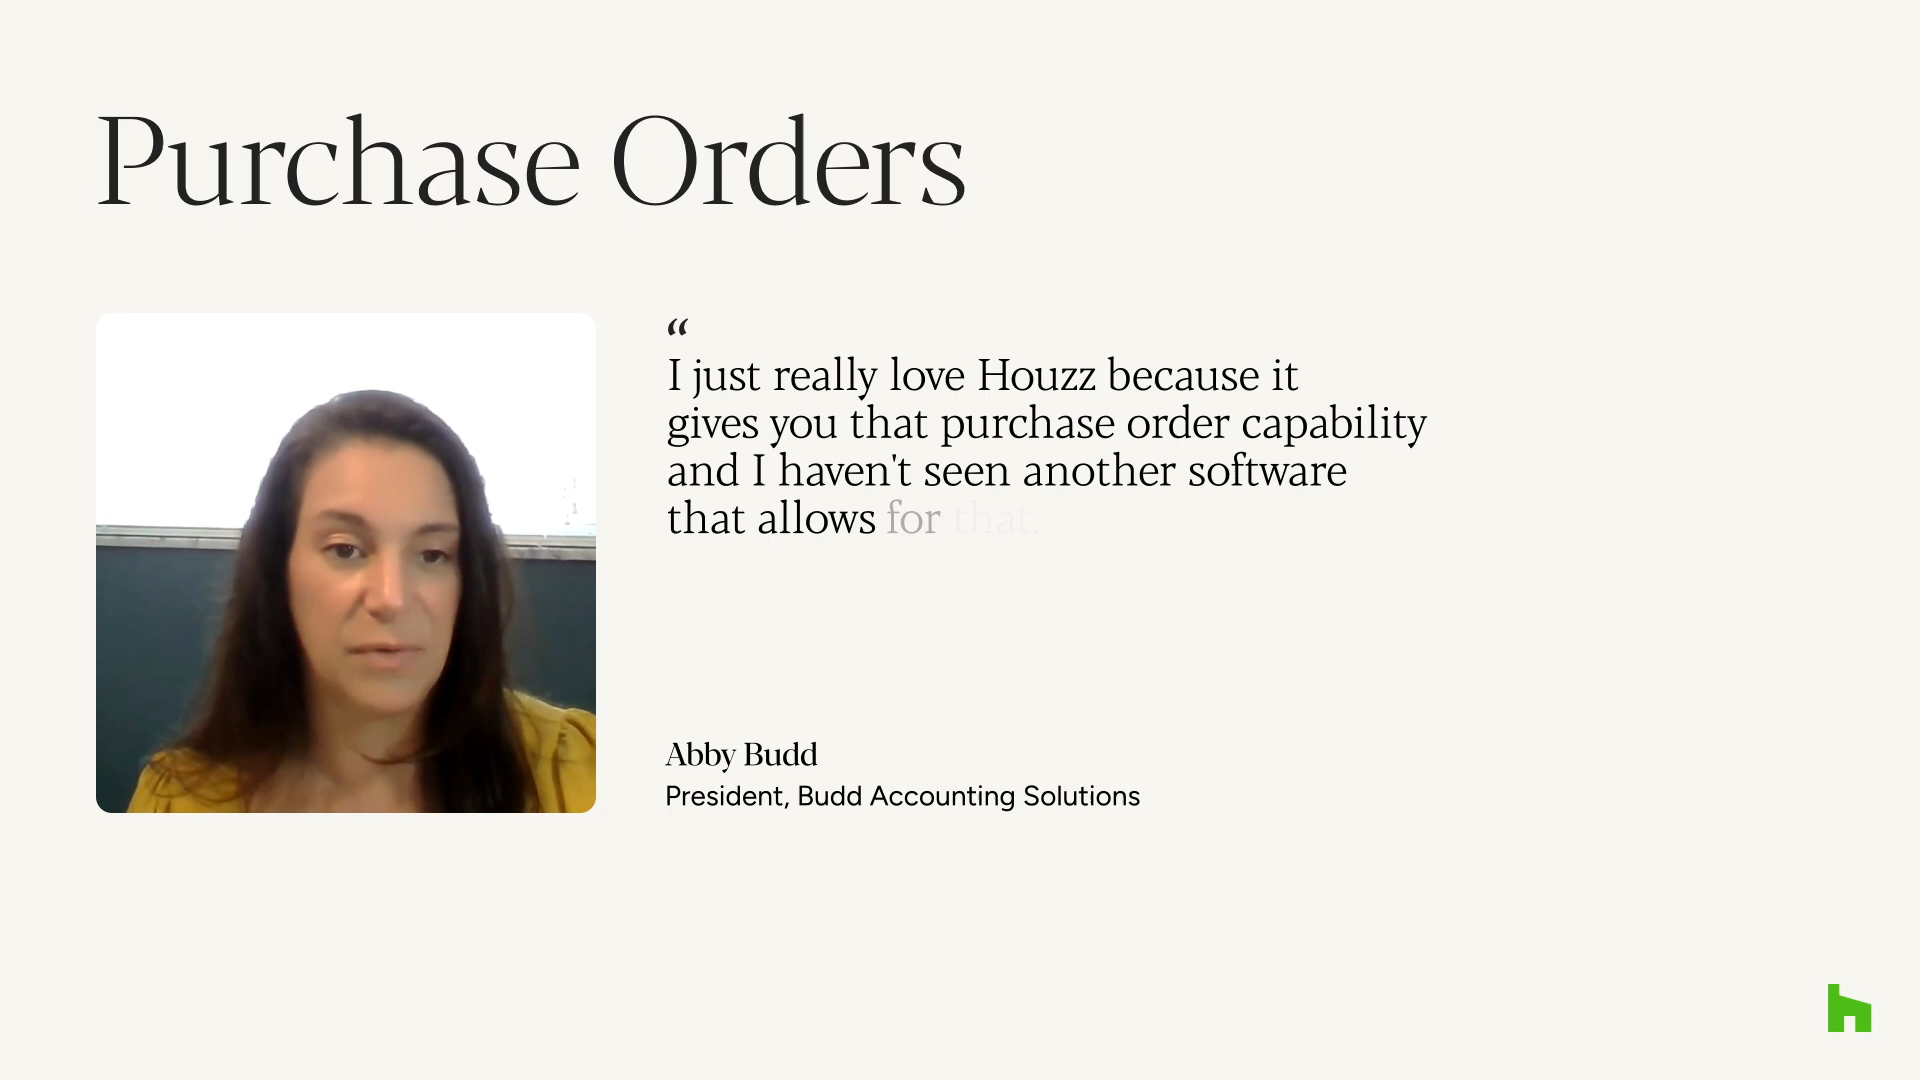 Purchase Orders
“
I just really love Houzz because it
gives you that purchase order capability
and I haven't seen another software
that allows for that.
Abby Budd
President, Budd Accounting Solutions